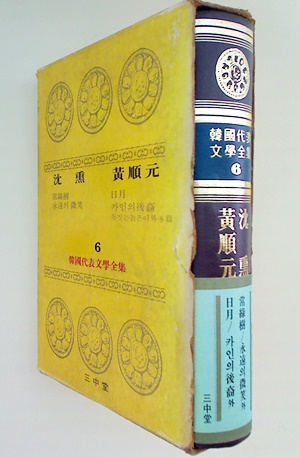 沈熏 黃順元
常綠樹 日月
永遠의 微笑 카인의 後裔
6
韓國代表文學全集
三中堂
韓國代表
文學全集
6
沈熏
黃順元
常綠樹/永遠의 微笑 外
日月/카인의 後裔 外
三中堂